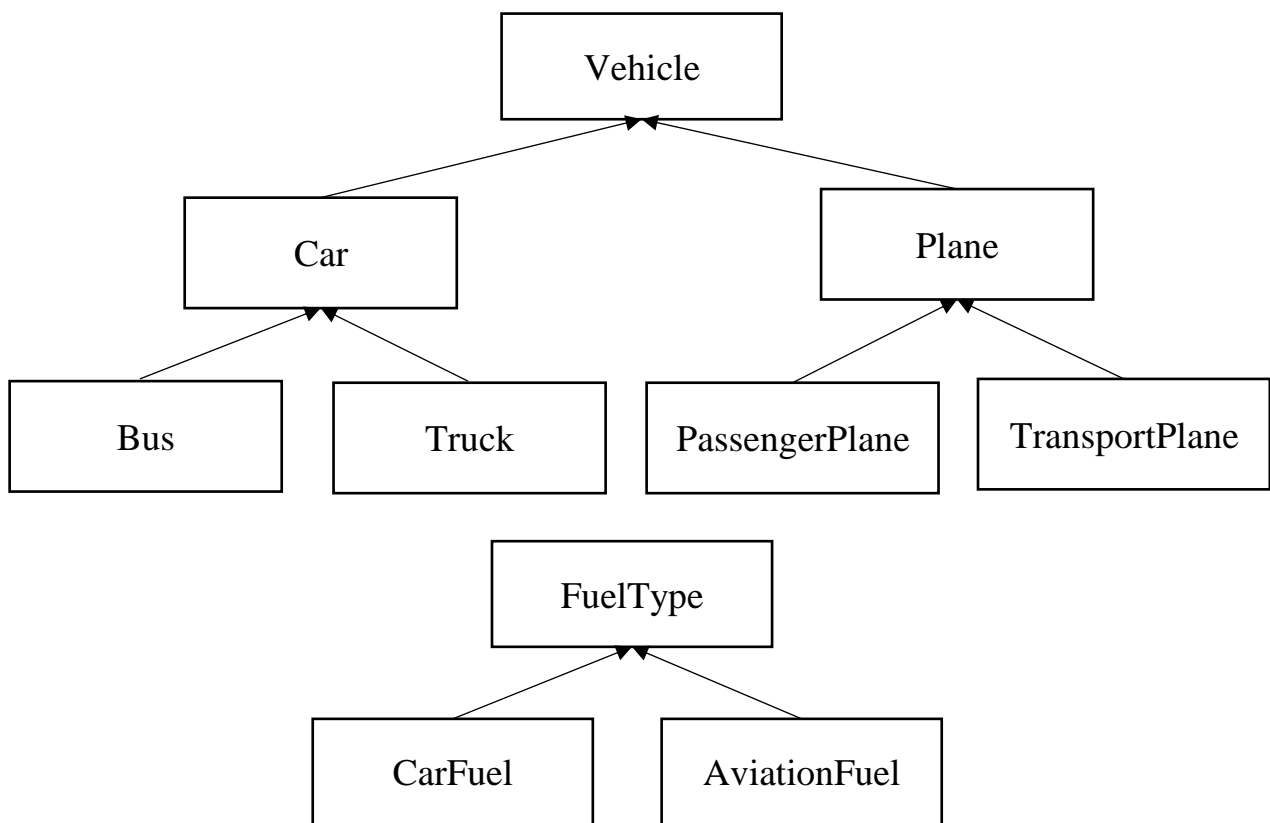 Vehicle
Car
Plane
Bus
Truck
PassengerPlane
TransportPlane
FuelType
CarFuel
AviationFuel